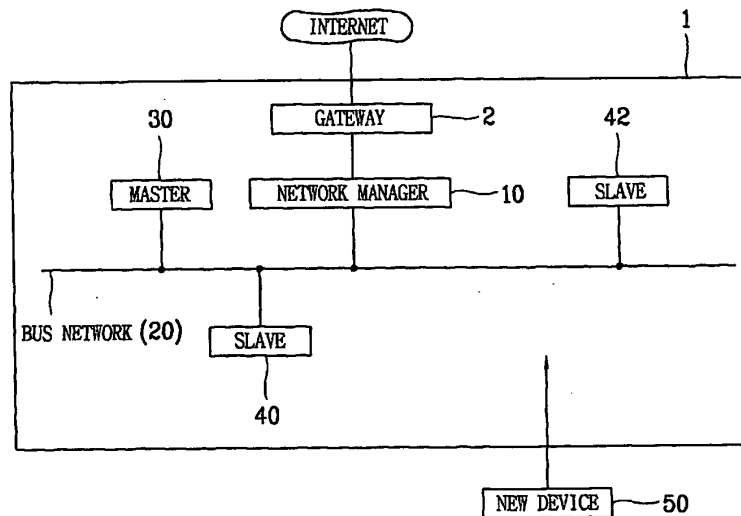 INTERNET
1
GATEWAY
2
30
42
MASTER
NETWORK MANAGER
10
SLAVE
BUS NETWORK (20)
SLAVE
40
NEW DEVICE
50